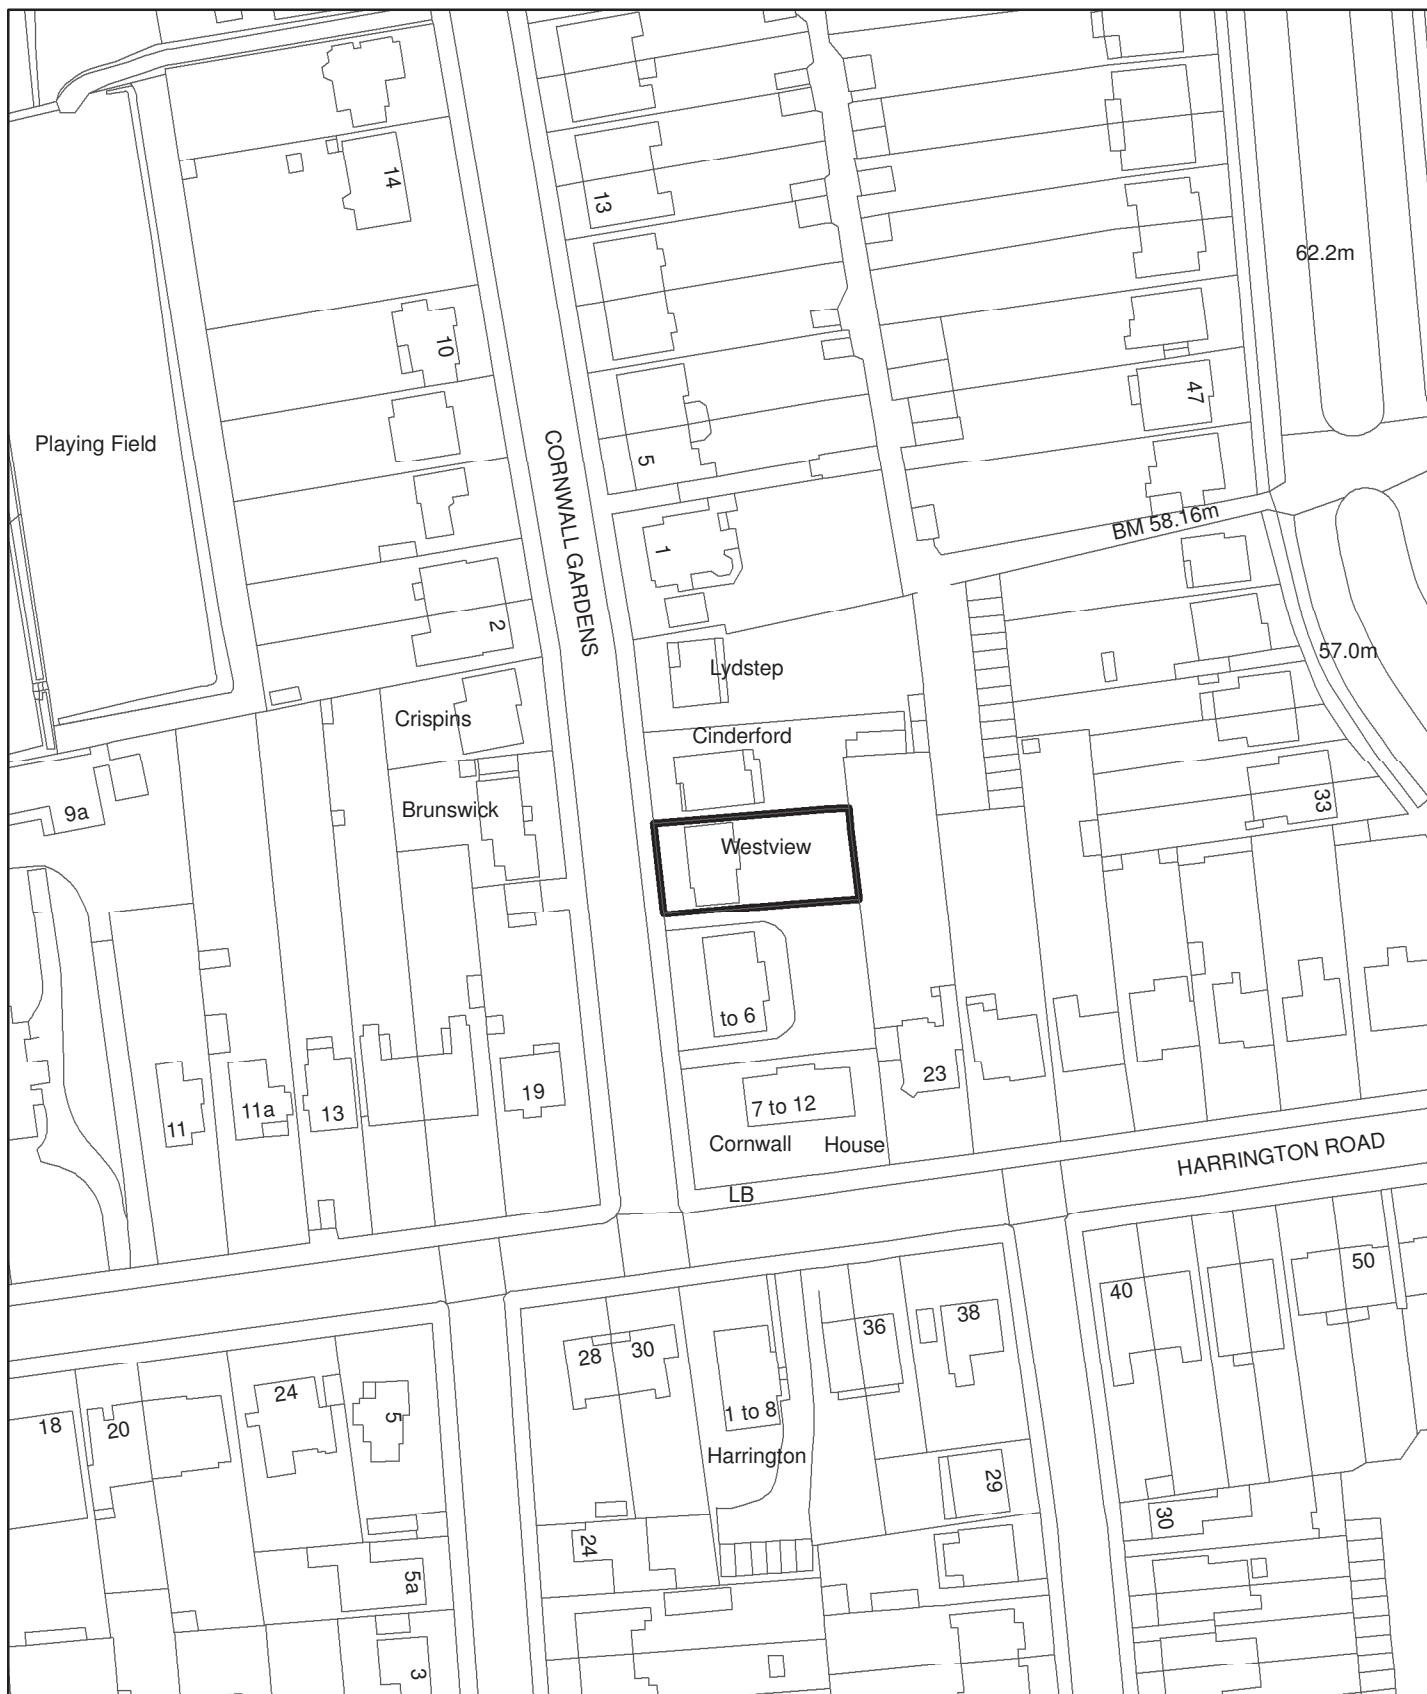 14
13
62.2m
10
47
Playing Field
5
CORNWALL GARDENS
BM 58.16m
1
2
57.0m
Lydstep
Crispins
Cinderford
33
9a
Brunswick
Westview
to 6
23
19
7 to 12
11a
13
11
Cornwall House
HARRINGTON ROAD
LB
50
40
38
36
30
28
24
5
1 to 8
18
20
Harrington
29
30
24
5a
3